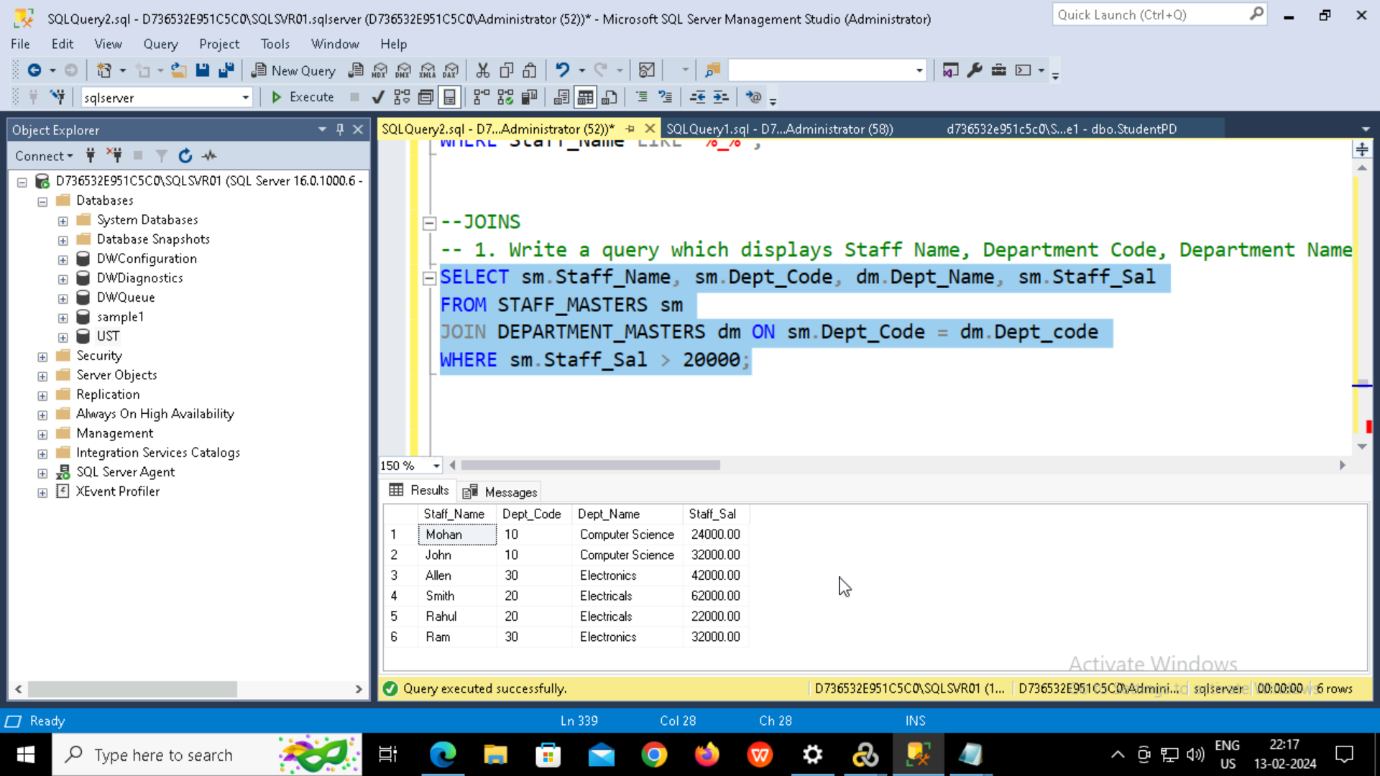 SQLQuery2.sql - D736532E951C5C0\SQLSVR01.sqlserver (D736532E951C5C0\Administrator (52))* - Microsoft SQL Server Management Studio (Administrator)
Quick Launch (Ctrl+Q)
File Edit View Query Project Tools Window Help
New Query
MDX DMX XMLA DAX
sqlserver
Execute
Object Explorer
SQLQuery2.sql - D7...Administrator (52))*
SQLQuery1.sql - D7...Administrator (58))
d736532e951c5c0\S...e1 - dbo.StudentPD
Connect
D736532E951C5C0\SQLSVR01 (SQL Server 16.0.1000.6 -
Databases
System Databases
Database Snapshots
DWConfiguration
DWDiagnostics
DWQueue
sample1
UST
Security
Server Objects
Replication
Always On High Availability
Management
Integration Services Catalogs
SQL Server Agent
XEvent Profiler
WHERE Staff_Name LIKE '%_%';
--JOINS
-- 1. Write a query which displays Staff Name, Department Code, Department Name
SELECT sm.Staff_Name, sm.Dept_Code, dm.Dept_Name, sm.Staff_Sal
FROM STAFF_MASTERS sm
JOIN DEPARTMENT_MASTERS dm ON sm.Dept_Code = dm.Dept_code
WHERE sm.Staff_Sal > 20000;
150 %
Results Messages
Staff_Name Dept_Code Dept_Name Staff_Sal
1 Mohan 10 Computer Science 24000.00
2 John 10 Computer Science 32000.00
3 Allen 30 Electronics 42000.00
4 Smith 20 Electricals 62000.00
5 Rahul 20 Electricals 22000.00
6 Ram 30 Electronics 32000.00
Activate Windows
Query executed successfully.
D736532E951C5C0\SQLSVR01 (1... D736532E951C5C0\Admini... sqlserver 00:00:00 6 rows
Ready Ln 339 Col 28 Ch 28 INS
Type here to search
ENG
US
22:17
13-02-2024